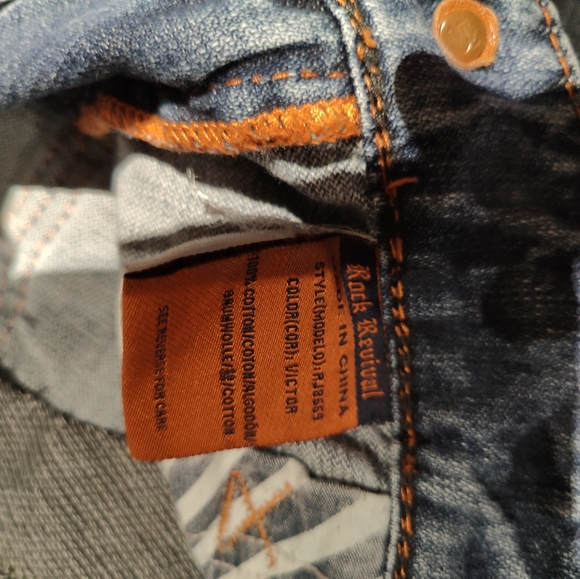 Rock Revival
MADE IN CHINA
STYLE(MODELO): RJ8669
COLOR(COR): VICTOR
100% COTTON/COTON/ALGODÓN/
BAUMWOLLE/棉/COTTON
SEE REVERSE FOR CARE